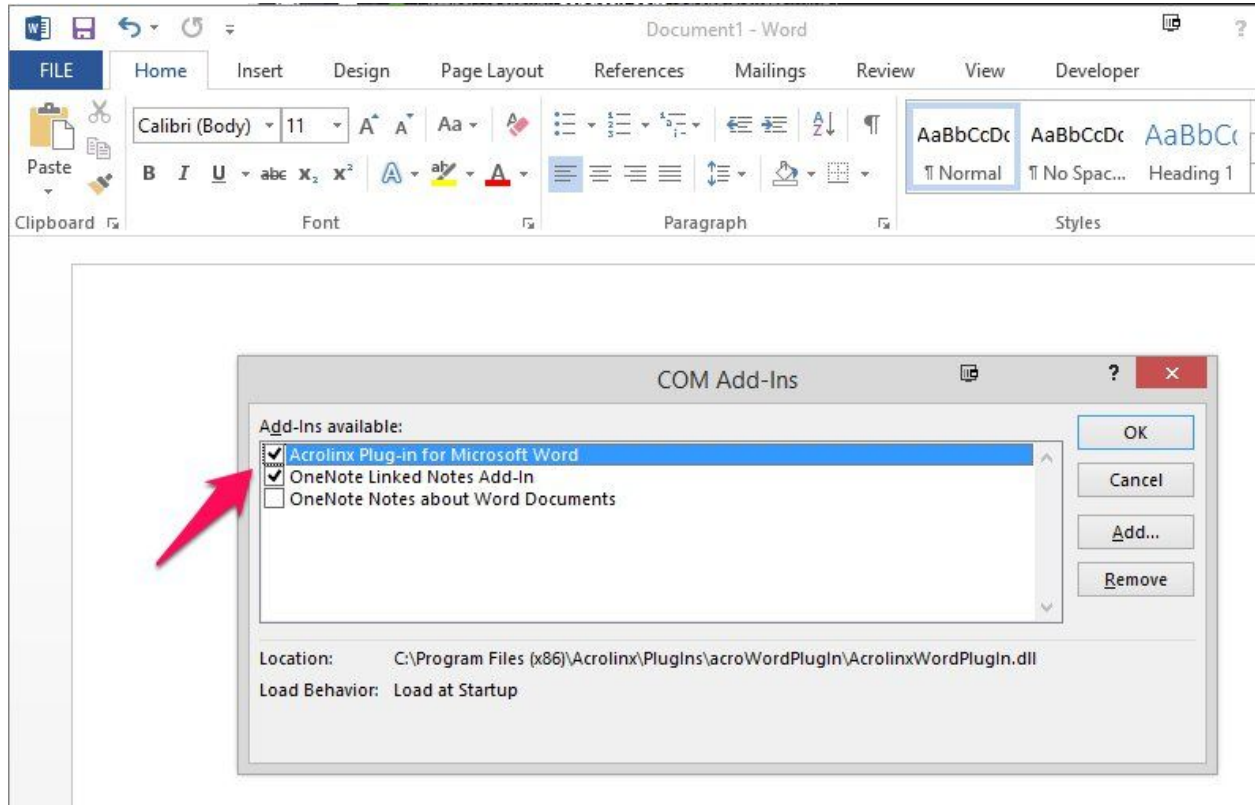 Document1 - Word
?
FILE Home Insert Design Page Layout References Mailings Review View Developer
Calibri (Body) 11 A A Aa
AaBbCcDc AaBbCcDc AaBbC
Paste
B I U abc X₂ X² A aby A
¶ Normal ¶ No Spac... Heading 1
Clipboard Font Paragraph Styles
COM Add-Ins ?
Add-Ins available:
Acrolinx Plug-in for Microsoft Word
OneNote Linked Notes Add-In
OneNote Notes about Word Documents
OK
Cancel
Add...
Remove
Location: C:\Program Files (x86)\Acrolinx\PlugIns\acroWordPlugIn\AcrolinxWordPlugIn.dll
Load Behavior: Load at Startup